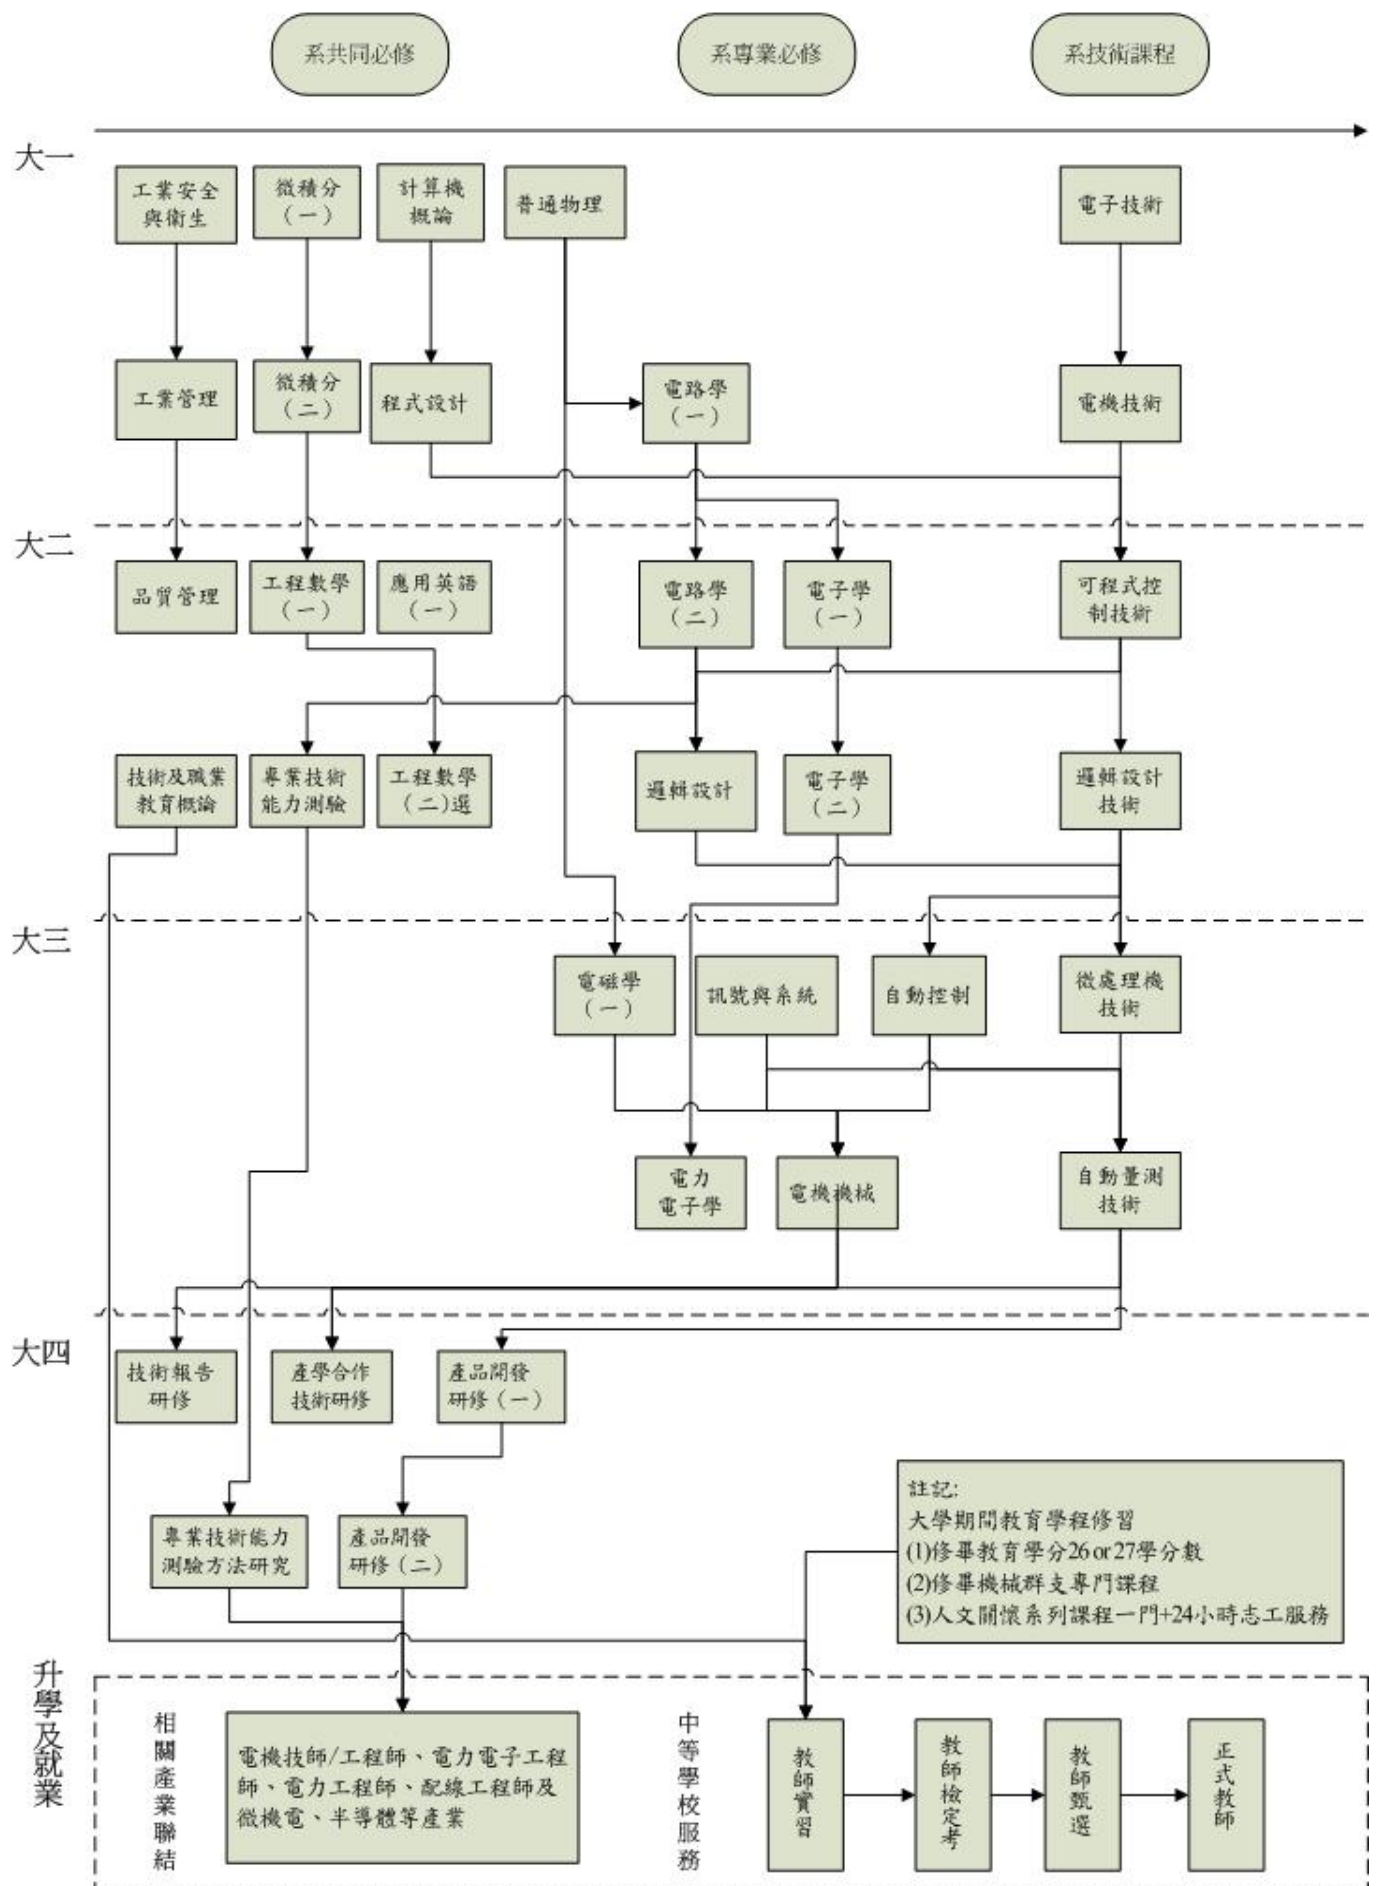 系共同必修
系專業必修
系技術課程
大一
工業安全
與衛生
微積分
（一）
計算機
概論
普通物理
電子技術
工業管理
微積分
（二）
程式設計
電路學
（一）
電機技術
大二
品質管理
工程數學
（一）
應用英語
（一）
電路學
（二）
電子學
（一）
可程式控
制技術
技術及職業
教育概論
專業技術
能力測驗
工程數學
（二）選
邏輯設計
電子學
（二）
邏輯設計
技術
大三
電磁學
（一）
訊號與系統
自動控制
微處理機
技術
電力
電子學
電機機械
自動量測
技術
大四
技術報告
研修
產學合作
技術研修
產品開發
研修（一）
專業技術能力
測驗方法研究
產品開發
研修（二）
註記:
大學期間教育學程修習
(1)修畢教育學分26or27學分數
(2)修畢機械群支專門課程
(3)人文關懷系列課程一門+24小時志工服務
升學及就業
相關產業聯結
電機技師/工程師、電力電子工程
師、電力工程師、配線工程師及
微機電、半導體等產業
中等學校服務
教師實習
教師檢定考
教師甄選
正式教師